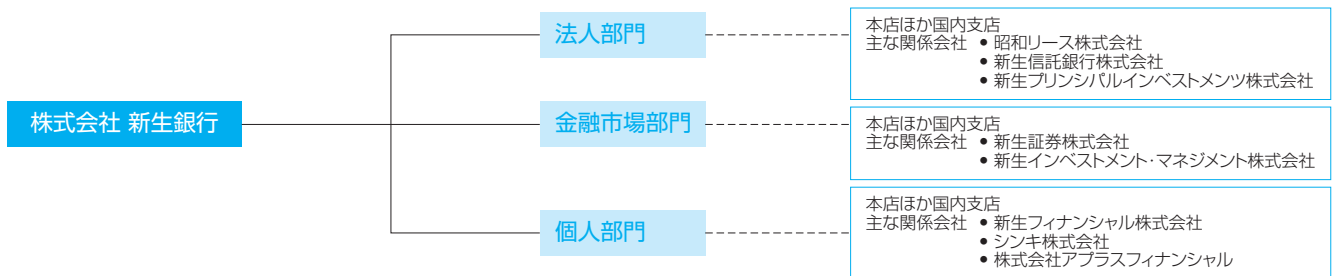 株式会社 新生銀行
法人部門
本店ほか国内支店
主な関係会社 ● 昭和リース株式会社
● 新生信託銀行株式会社
● 新生プリンシパルインベストメンツ株式会社
金融市場部門
本店ほか国内支店
主な関係会社 ● 新生証券株式会社
● 新生インベストメント・マネジメント株式会社
個人部門
本店ほか国内支店
主な関係会社 ● 新生フィナンシャル株式会社
● シンキ株式会社
● 株式会社アプラスフィナンシャル